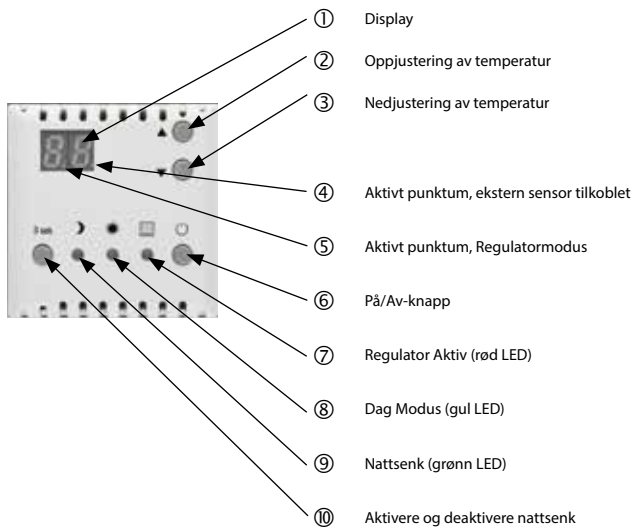 ① Display
② Oppjustering av temperatur
③ Nedjustering av temperatur
④ Aktivt punktum, ekstern sensor tilkoblet
⑤ Aktivt punktum, Regulatormodus
⑥ På/Av-knapp
⑦ Regulator Aktiv (rød LED)
⑧ Dag Modus (gul LED)
⑨ Nattsenk (grønn LED)
⑩ Aktivere og deaktivere nattsenk